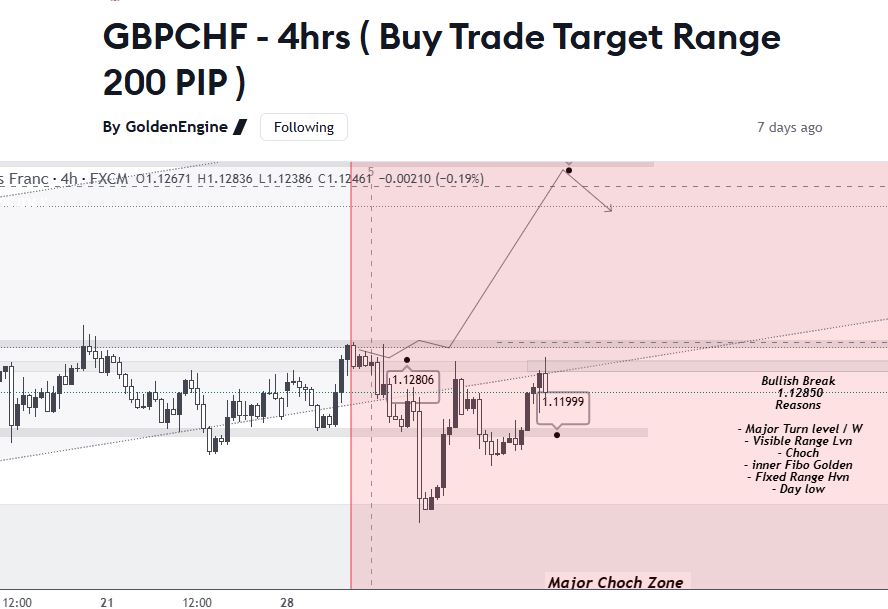 GBPCHF - 4hrs ( Buy Trade Target Range
200 PIP )
By GoldenEngine
Following
7 days ago
s Franc · 4h · FXCM O1.12671 H1.12836 L1.12386 C1.12461 −0.00210 (−0.19%)
5
1.12806
1.11999
Bullish Break
1.12850
Reasons
- Major Turn level / W
- Visible Range Lvn
- Choch
- inner Fibo Golden
- FIxed Range Hvn
- Day low
Major Choch Zone
12:00 21 12:00 28